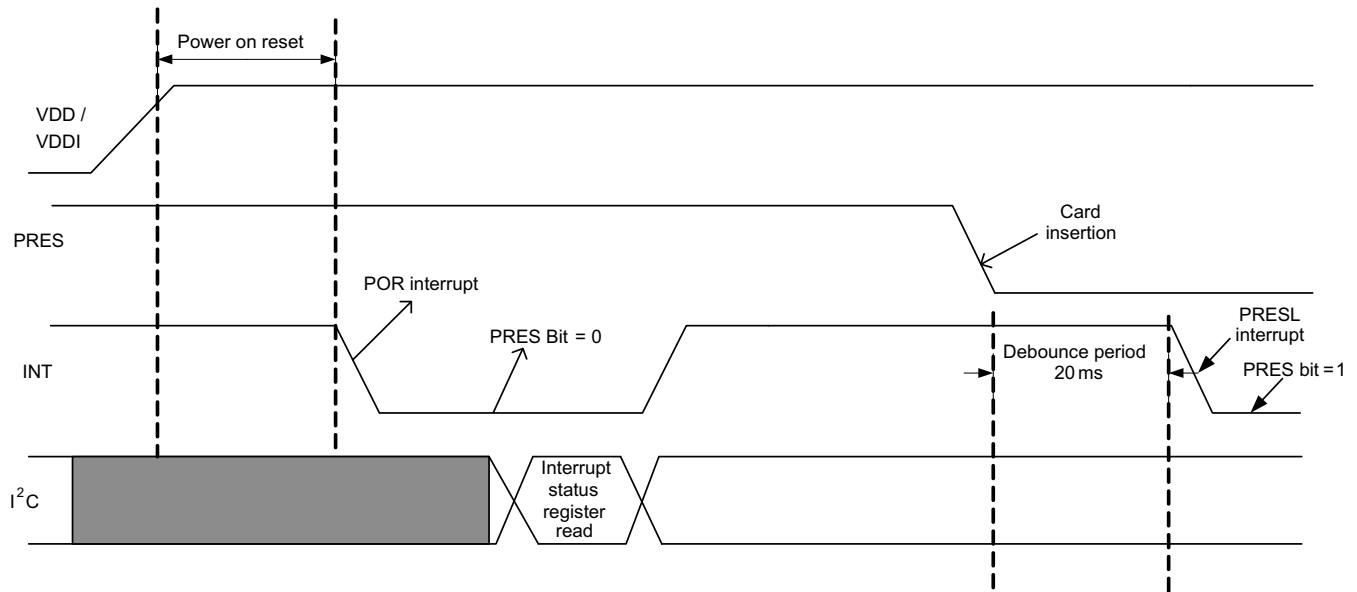 Power on reset
VDD /
VDDI
PRES
Card
insertion
POR interrupt
PRES Bit = 0
INT
Debounce period
20 ms
PRESL
interrupt
PRES bit = 1
I²C
Interrupt
status
register
read